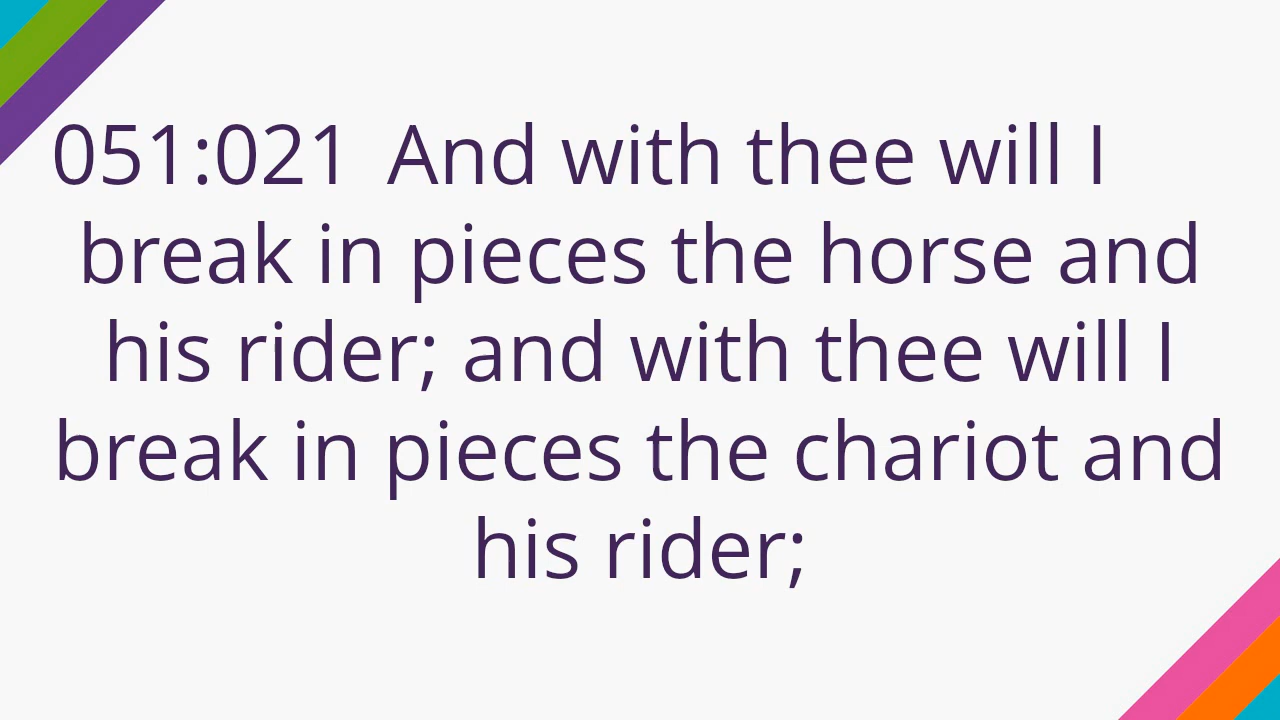 051:021 And with thee will I
break in pieces the horse and
his rider; and with thee will I
break in pieces the chariot and
his rider;